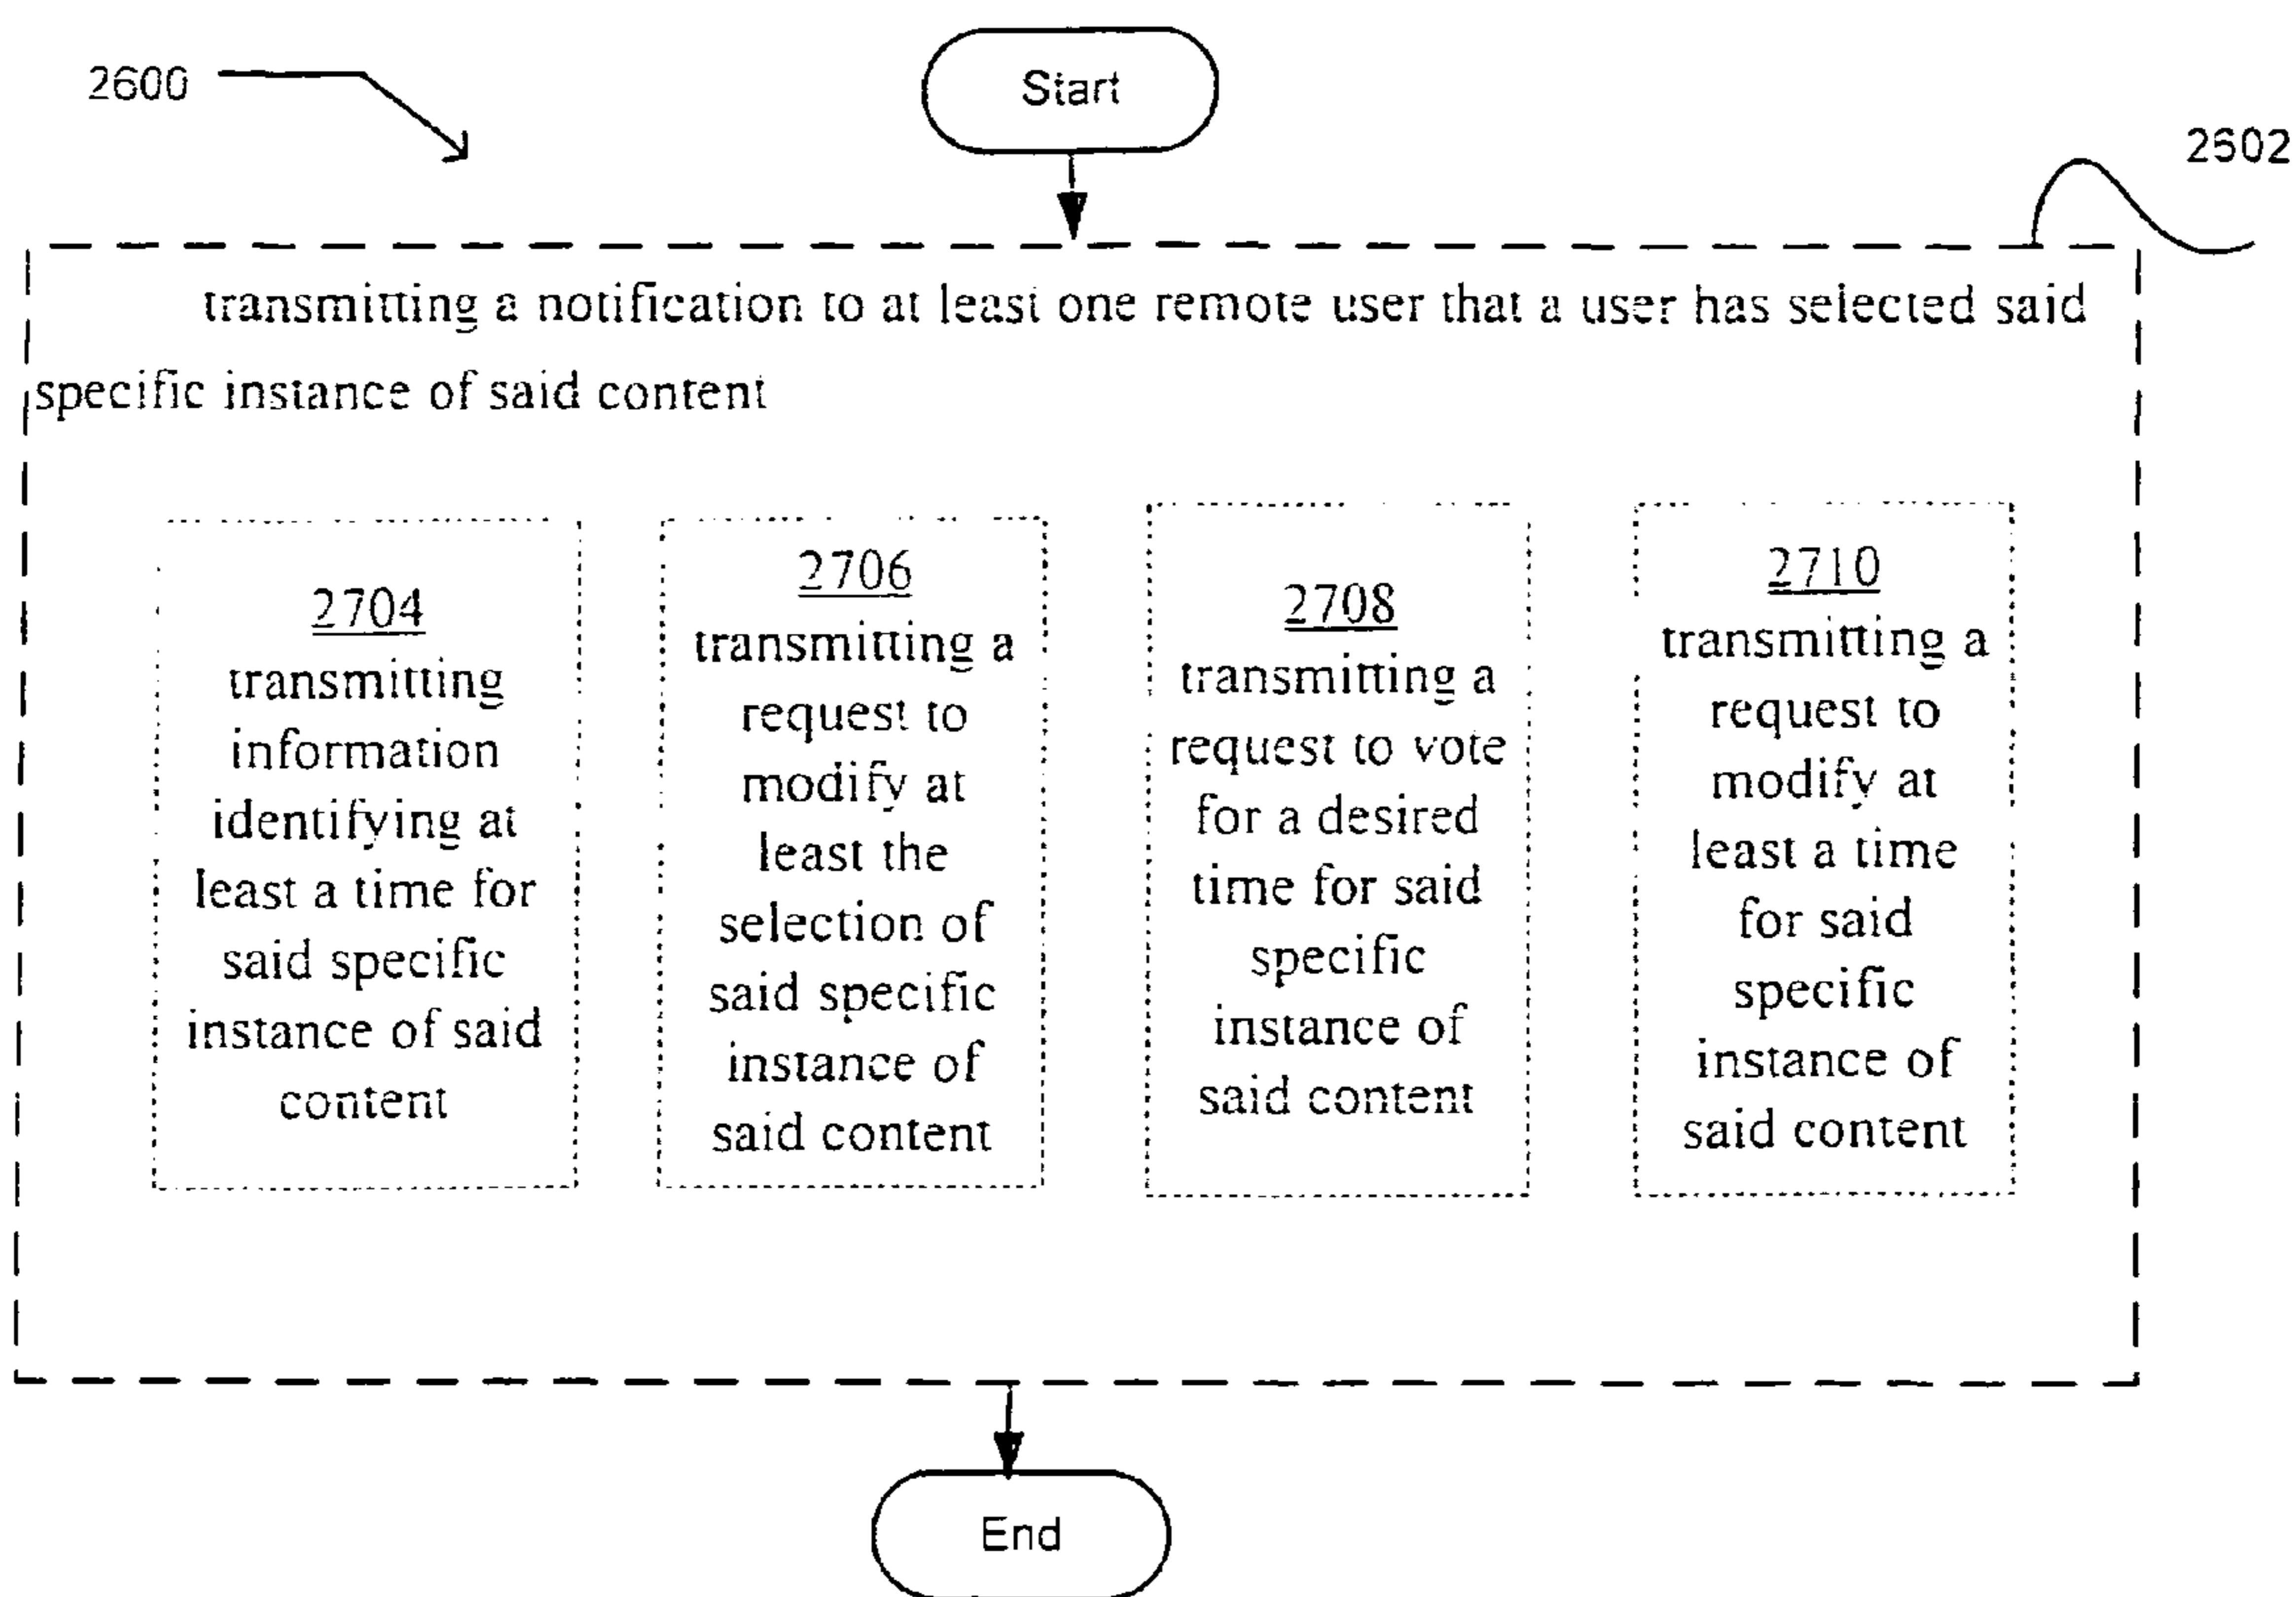 2600
Start
2602
transmitting a notification to at least one remote user that a user has selected said
specific instance of said content
2704
transmitting
information
identifying at
least a time for
said specific
instance of said
content
2706
transmitting a
request to
modify at
least the
selection of
said specific
instance of
said content
2708
transmitting a
request to vote
for a desired
time for said
specific
instance of
said content
2710
transmitting a
request to
modify at
least a time
for said
specific
instance of
said content
End